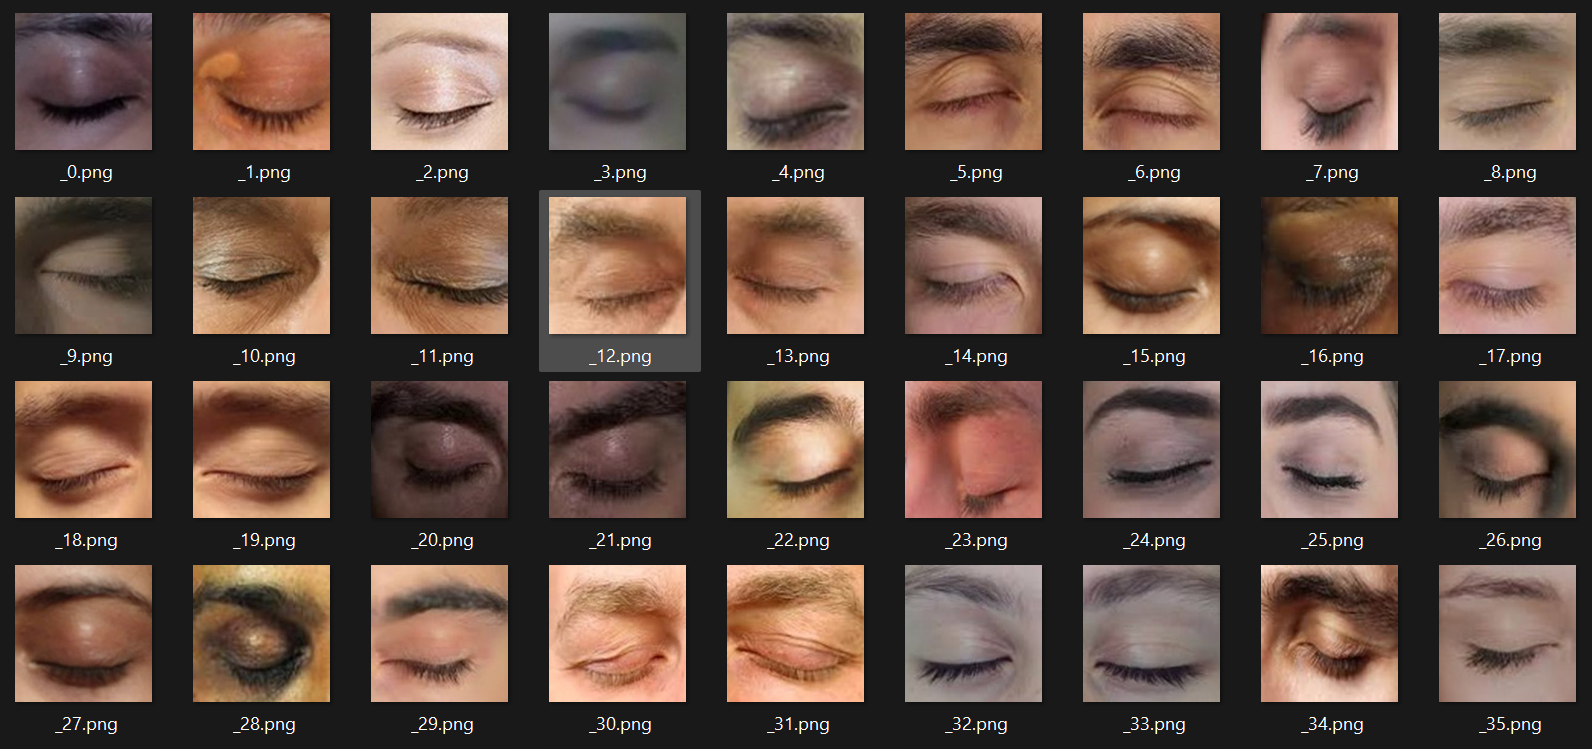 _0.png
_1.png
_2.png
_3.png
_4.png
_5.png
_6.png
_7.png
_8.png
_9.png
_10.png
_11.png
_12.png
_13.png
_14.png
_15.png
_16.png
_17.png
_18.png
_19.png
_20.png
_21.png
_22.png
_23.png
_24.png
_25.png
_26.png
_27.png
_28.png
_29.png
_30.png
_31.png
_32.png
_33.png
_34.png
_35.png